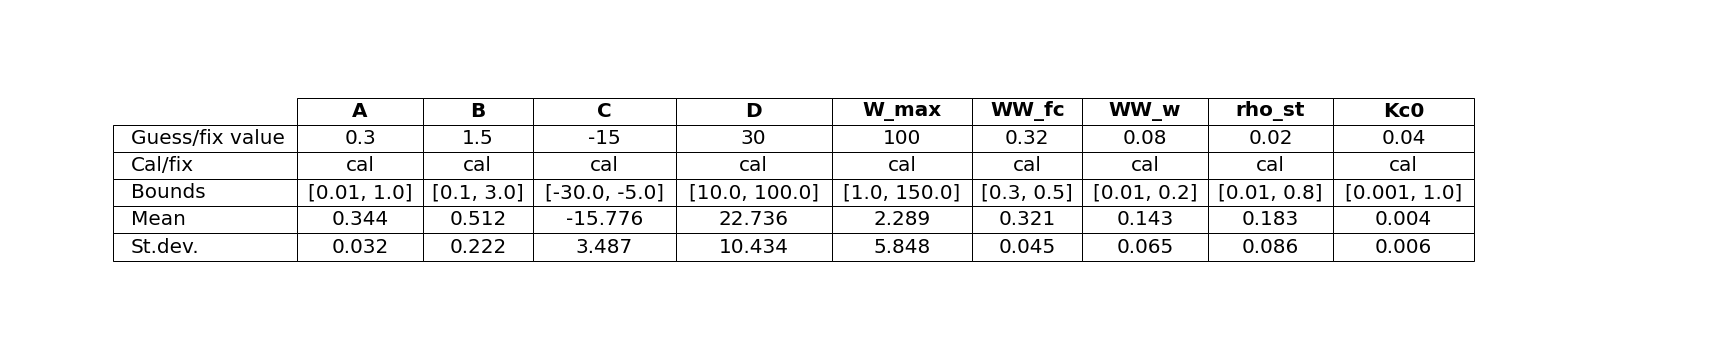 A B C D W_max WW_fc WW_w rho_st Kc0
Guess/fix value 0.3 1.5 -15 30 100 0.32 0.08 0.02 0.04
Cal/fix cal cal cal cal cal cal cal cal cal
Bounds [0.01, 1.0] [0.1, 3.0] [-30.0, -5.0] [10.0, 100.0] [1.0, 150.0] [0.3, 0.5] [0.01, 0.2] [0.01, 0.8] [0.001, 1.0]
Mean 0.344 0.512 -15.776 22.736 2.289 0.321 0.143 0.183 0.004
St.dev. 0.032 0.222 3.487 10.434 5.848 0.045 0.065 0.086 0.006